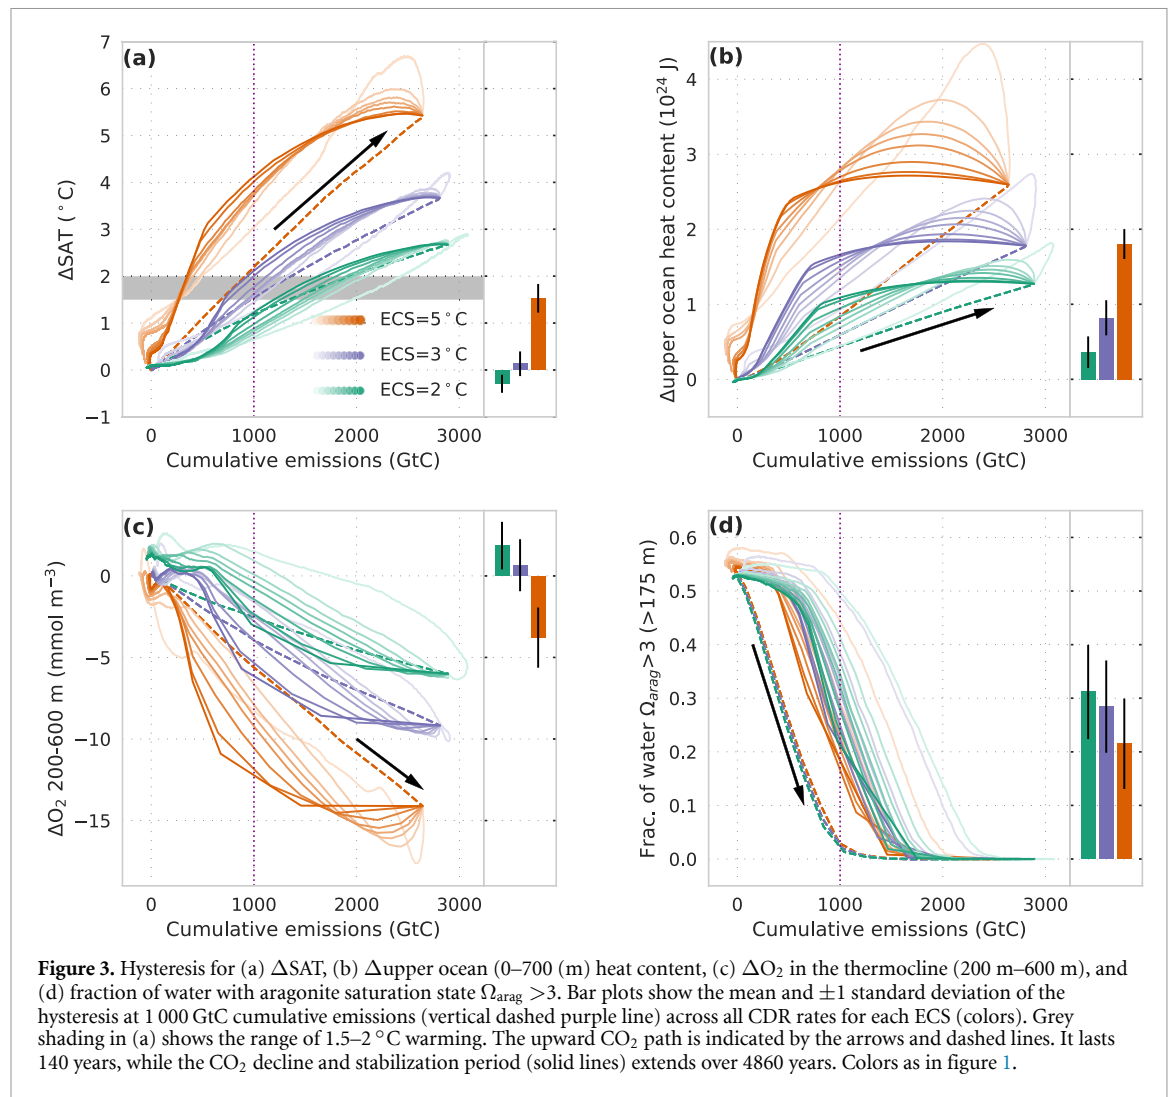 (a)
7
6
5
4
3
2
1
0
−1
ΔSAT (°C)
ECS=5°C
ECS=3°C
ECS=2°C
0 1000 2000 3000
Cumulative emissions (GtC)
(b)
4
3
2
1
0
Δupper ocean heat content (10²⁴ J)
0 1000 2000 3000
Cumulative emissions (GtC)
(c)
0
−5
−10
−15
ΔO₂ 200-600 m (mmol m⁻³)
0 1000 2000 3000
Cumulative emissions (GtC)
(d)
0.6
0.5
0.4
0.3
0.2
0.1
0.0
Frac. of water Ω_arag>3 (>175 m)
0 1000 2000 3000
Cumulative emissions (GtC)
Figure 3. Hysteresis for (a) ΔSAT, (b) Δupper ocean (0–700 (m) heat content, (c) ΔO₂ in the thermocline (200 m–600 m), and
(d) fraction of water with aragonite saturation state Ω_arag >3. Bar plots show the mean and ±1 standard deviation of the
hysteresis at 1 000 GtC cumulative emissions (vertical dashed purple line) across all CDR rates for each ECS (colors). Grey
shading in (a) shows the range of 1.5–2 °C warming. The upward CO₂ path is indicated by the arrows and dashed lines. It lasts
140 years, while the CO₂ decline and stabilization period (solid lines) extends over 4860 years. Colors as in figure 1.